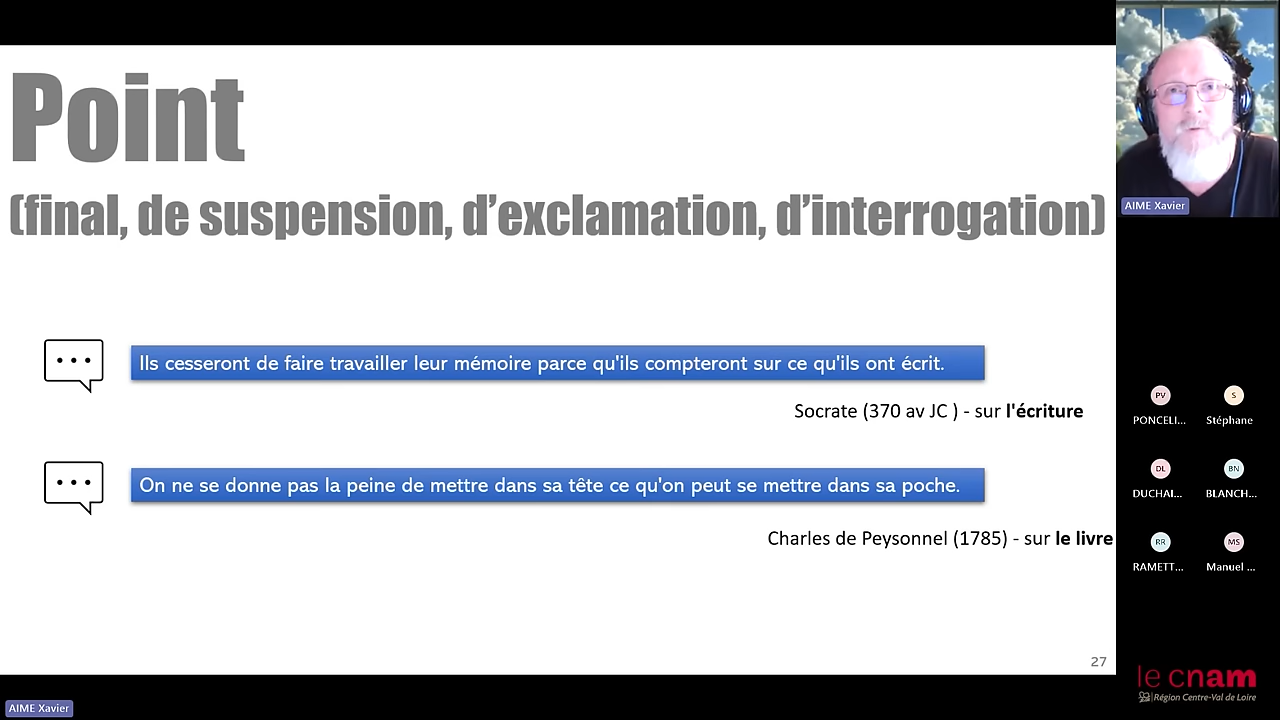 Point
(final, de suspension, d’exclamation, d’interrogation)
Ils cesseront de faire travailler leur mémoire parce qu'ils compteront sur ce qu'ils ont écrit.
Socrate (370 av JC ) - sur l'écriture
On ne se donne pas la peine de mettre dans sa tête ce qu'on peut se mettre dans sa poche.
Charles de Peysonnel (1785) - sur le livre
27
AIME Xavier
AIME Xavier
PV
S
PONCELI...
Stéphane
DL
BN
DUCHAI...
BLANCH...
RR
MS
RAMETT...
Manuel ...
le cnam
Région Centre-Val de Loire